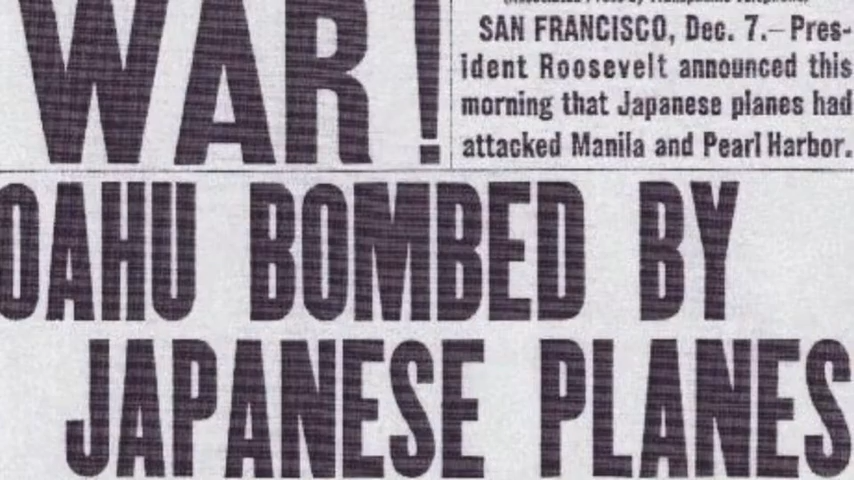 WAR!
SAN FRANCISCO, Dec. 7.—Pres-
ident Roosevelt announced this
morning that Japanese planes had
attacked Manila and Pearl Harbor.
OAHU BOMBED BY
JAPANESE PLANES